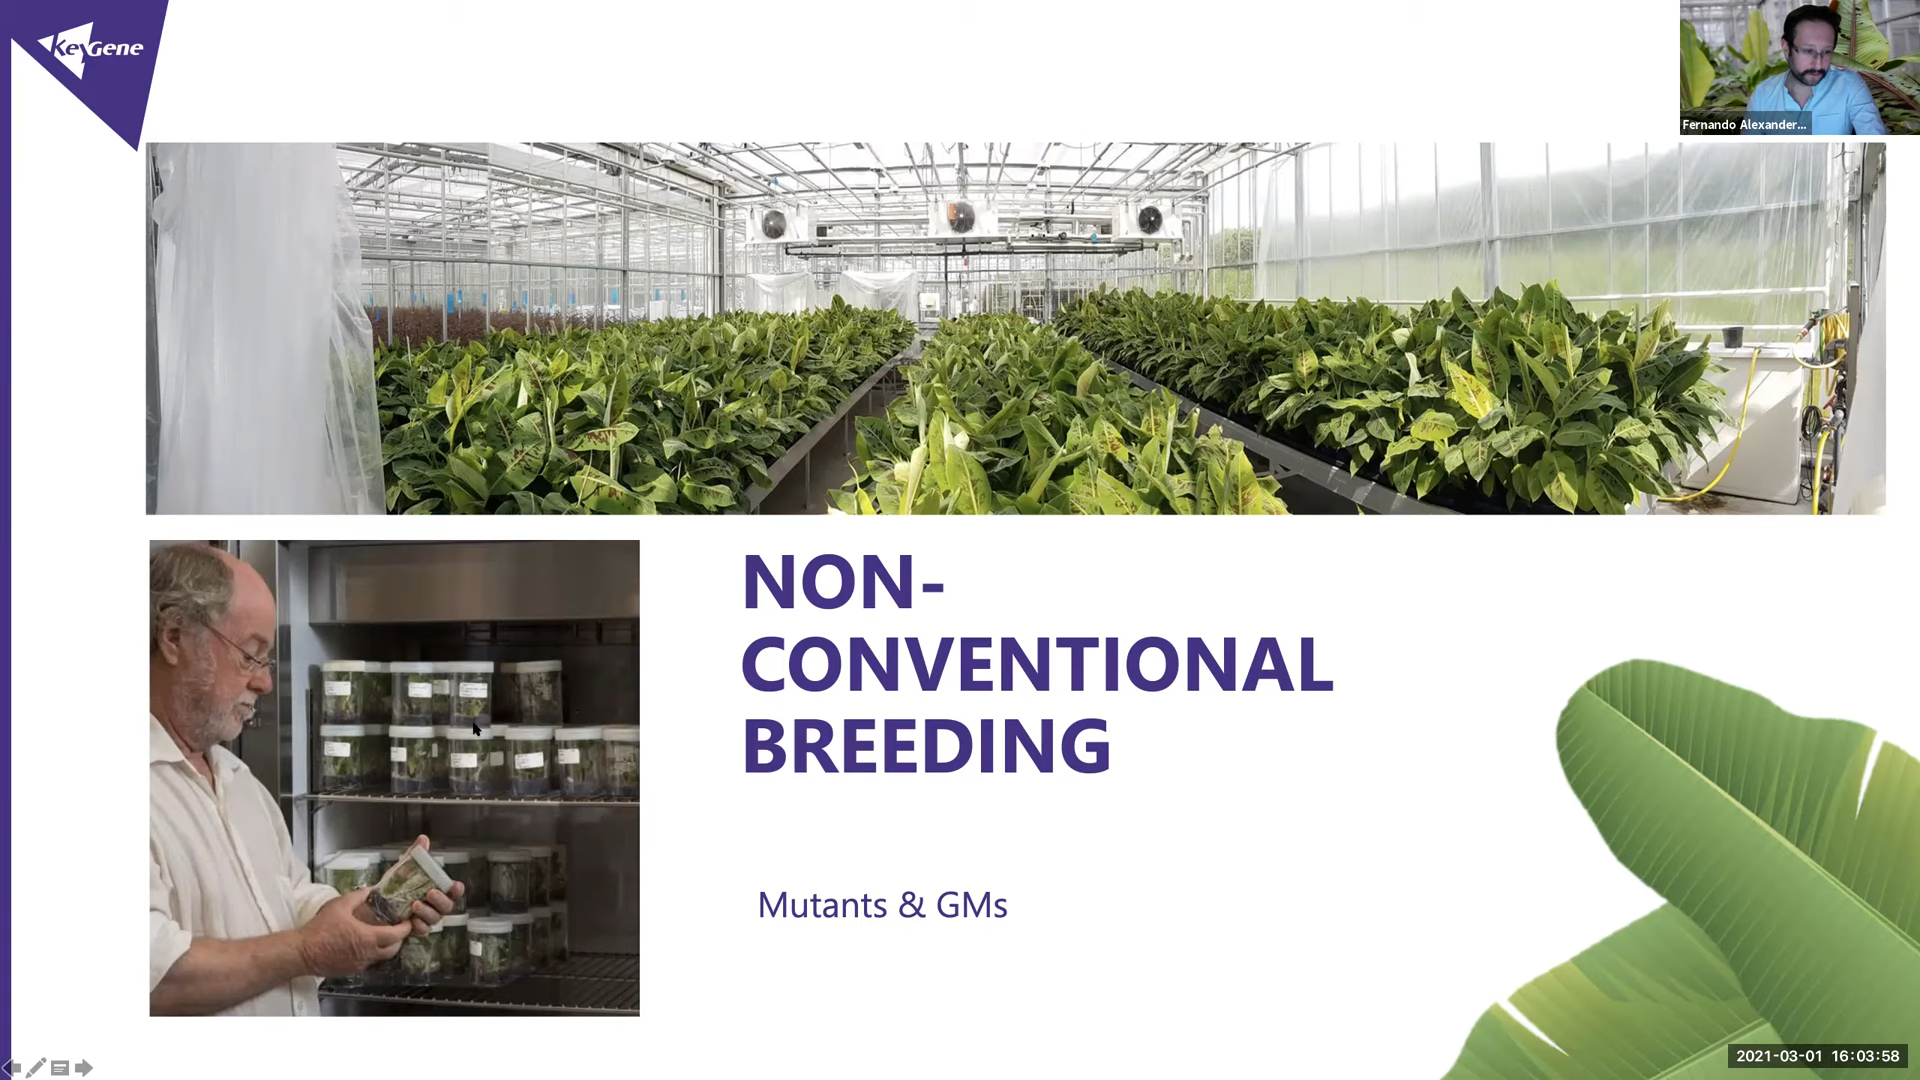 KeyGene
Fernando Alexander...
NON-
CONVENTIONAL
BREEDING
Mutants & GMs
2021-03-01 16:03:58